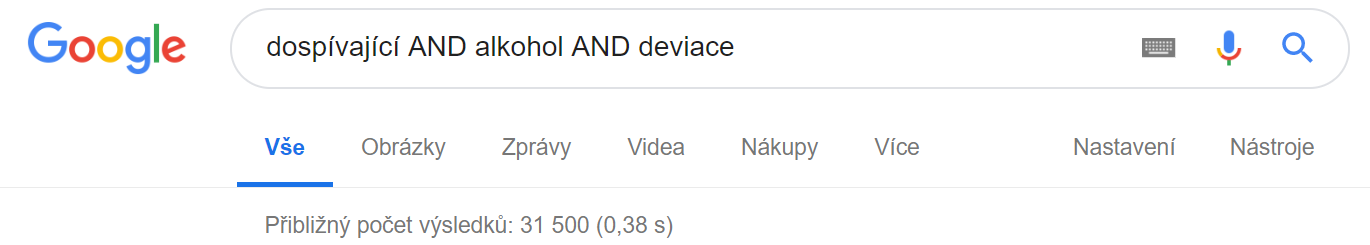 Google dospívající AND alkohol AND deviace
Vše Obrázky Zprávy Videa Nákupy Více Nastavení Nástroje
Přibližný počet výsledků: 31 500 (0,38 s)